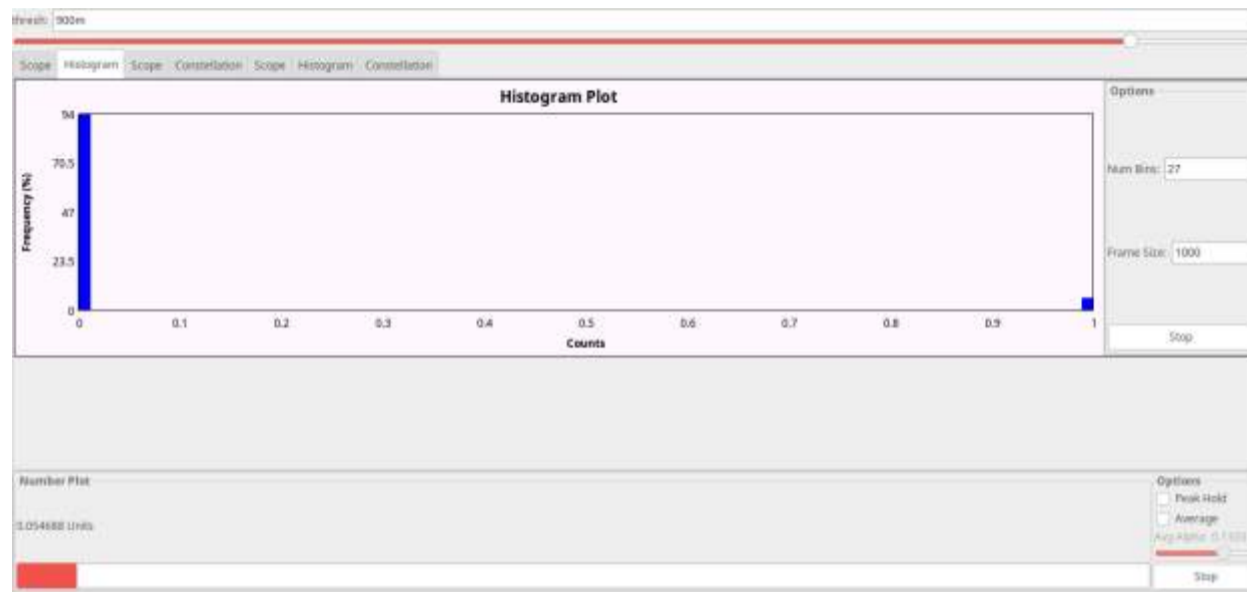 thresh: 900m
Scope Histogram Scope Constellation Scope Histogram Constellation
Histogram Plot
Options
94
70.5
47
23.5
0
Frequency (%)
0 0.1 0.2 0.3 0.4 0.5 0.6 0.7 0.8 0.9 1
Counts
Num Bins: 27
Frame Size: 1000
Stop
Number Plot
0.054688 Units
Options
Peak Hold
Average
Avg Alpha:
Stop